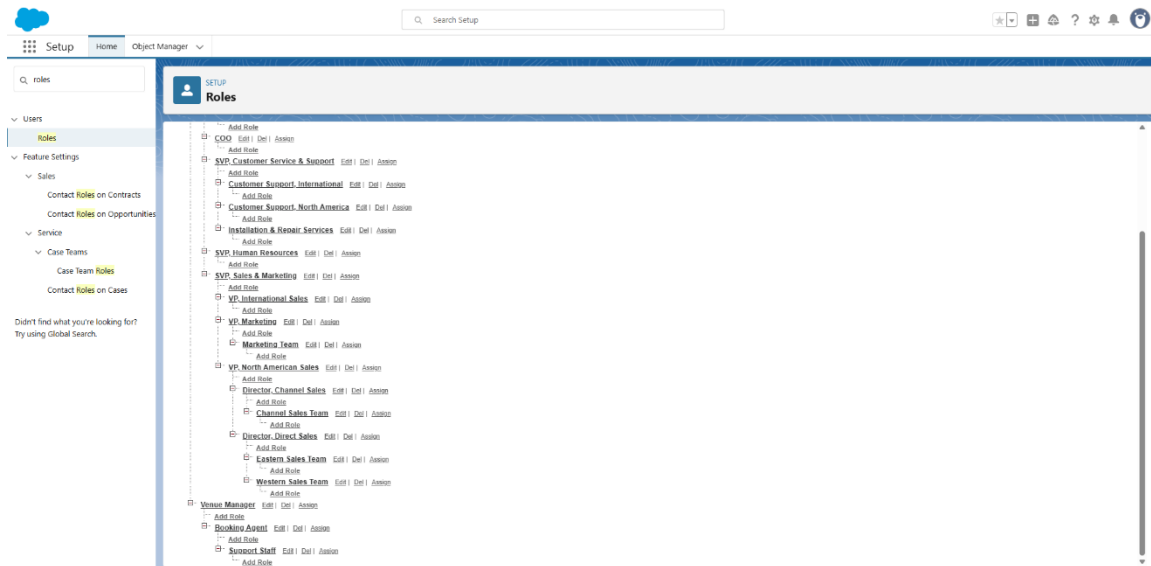 Search Setup
Setup
Home
Object Manager
roles
Users
Roles
Feature Settings
Sales
Contact Roles on Contracts
Contact Roles on Opportunities
Service
Case Teams
Case Team Roles
Contact Roles on Cases
Didn't find what you're looking for?
Try using Global Search.
SETUP
Roles
Add Role
COO Edit | Del | Assign
Add Role
SVP, Customer Service & Support Edit | Del | Assign
Add Role
Customer Support, International Edit | Del | Assign
Add Role
Customer Support, North America Edit | Del | Assign
Add Role
Installation & Repair Services Edit | Del | Assign
Add Role
SVP, Human Resources Edit | Del | Assign
Add Role
SVP, Sales & Marketing Edit | Del | Assign
Add Role
VP, International Sales Edit | Del | Assign
Add Role
VP, Marketing Edit | Del | Assign
Add Role
Marketing Team Edit | Del | Assign
Add Role
VP, North American Sales Edit | Del | Assign
Add Role
Director, Channel Sales Edit | Del | Assign
Add Role
Channel Sales Team Edit | Del | Assign
Add Role
Director, Direct Sales Edit | Del | Assign
Add Role
Eastern Sales Team Edit | Del | Assign
Add Role
Western Sales Team Edit | Del | Assign
Add Role
Venue Manager Edit | Del | Assign
Add Role
Booking Agent Edit | Del | Assign
Add Role
Support Staff Edit | Del | Assign
Add Role